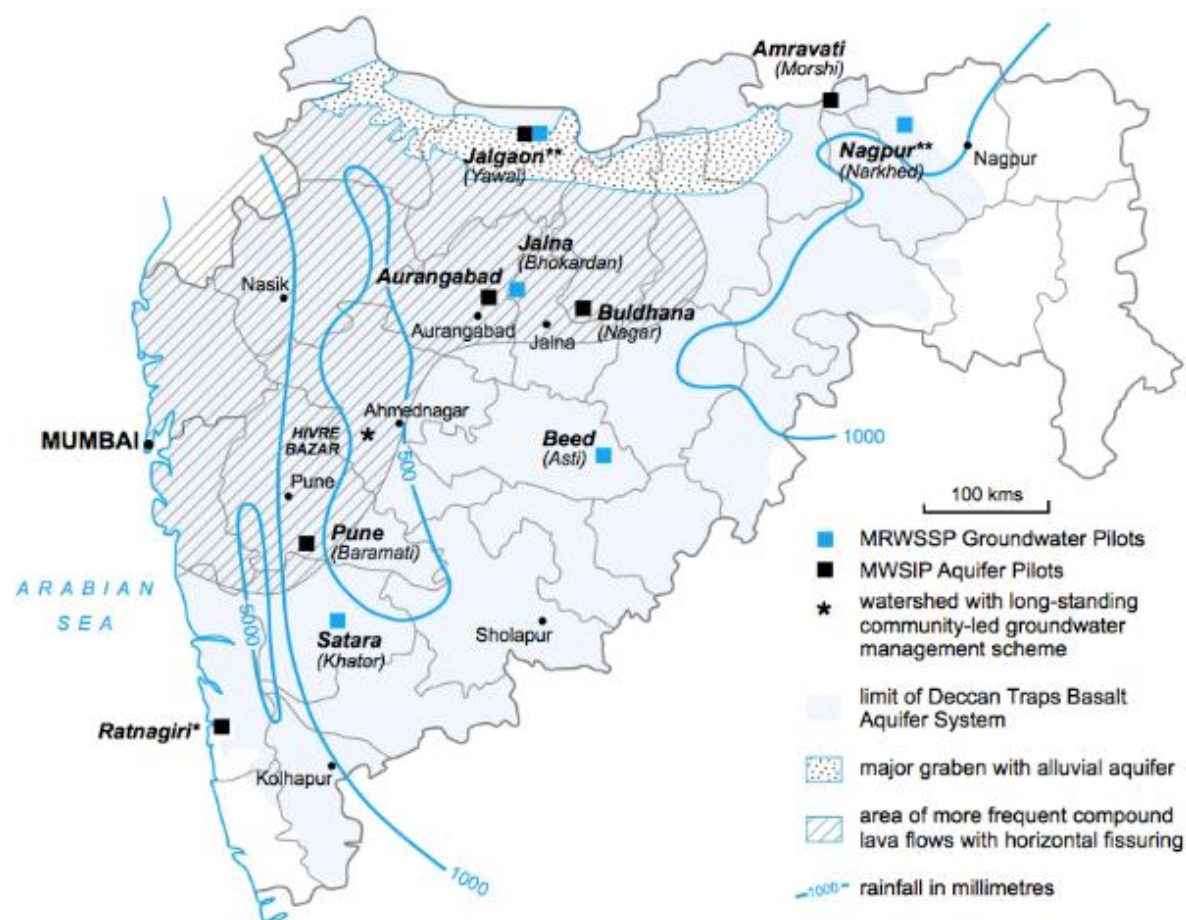 Amravati
(Morshi)
Jalgaon**
(Yawal)
Nagpur**
(Narkhed)
Nagpur
Jalna
(Bhokardan)
Nasik
Aurangabad
Aurangabad
Jalna
Buldhana
(Nagar)
Ahmednagar
MUMBAI
HIVRE
BAZAR
*
500
Beed
(Asti)
1000
Pune
Pune
(Baramati)
ARABIAN
SEA
5000
Satara
(Khator)
Sholapur
Ratnagiri*
Kolhapur
1000
100 kms
MRWSSP Groundwater Pilots
MWSIP Aquifer Pilots
* watershed with long-standing
community-led groundwater
management scheme
limit of Deccan Traps Basalt
Aquifer System
major graben with alluvial aquifer
area of more frequent compound
lava flows with horizontal fissuring
1000 rainfall in millimetres